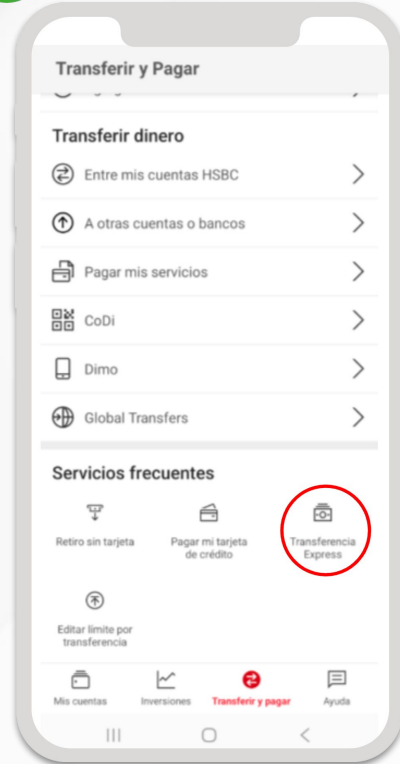 Transferir y Pagar
Transferir dinero
Entre mis cuentas HSBC
A otras cuentas o bancos
Pagar mis servicios
CoDi
Dimo
Global Transfers
Servicios frecuentes
Retiro sin tarjeta
Pagar mi tarjeta
de crédito
Transferencia
Express
Editar límite por
transferencia
Mis cuentas
Inversiones
Transferir y pagar
Ayuda